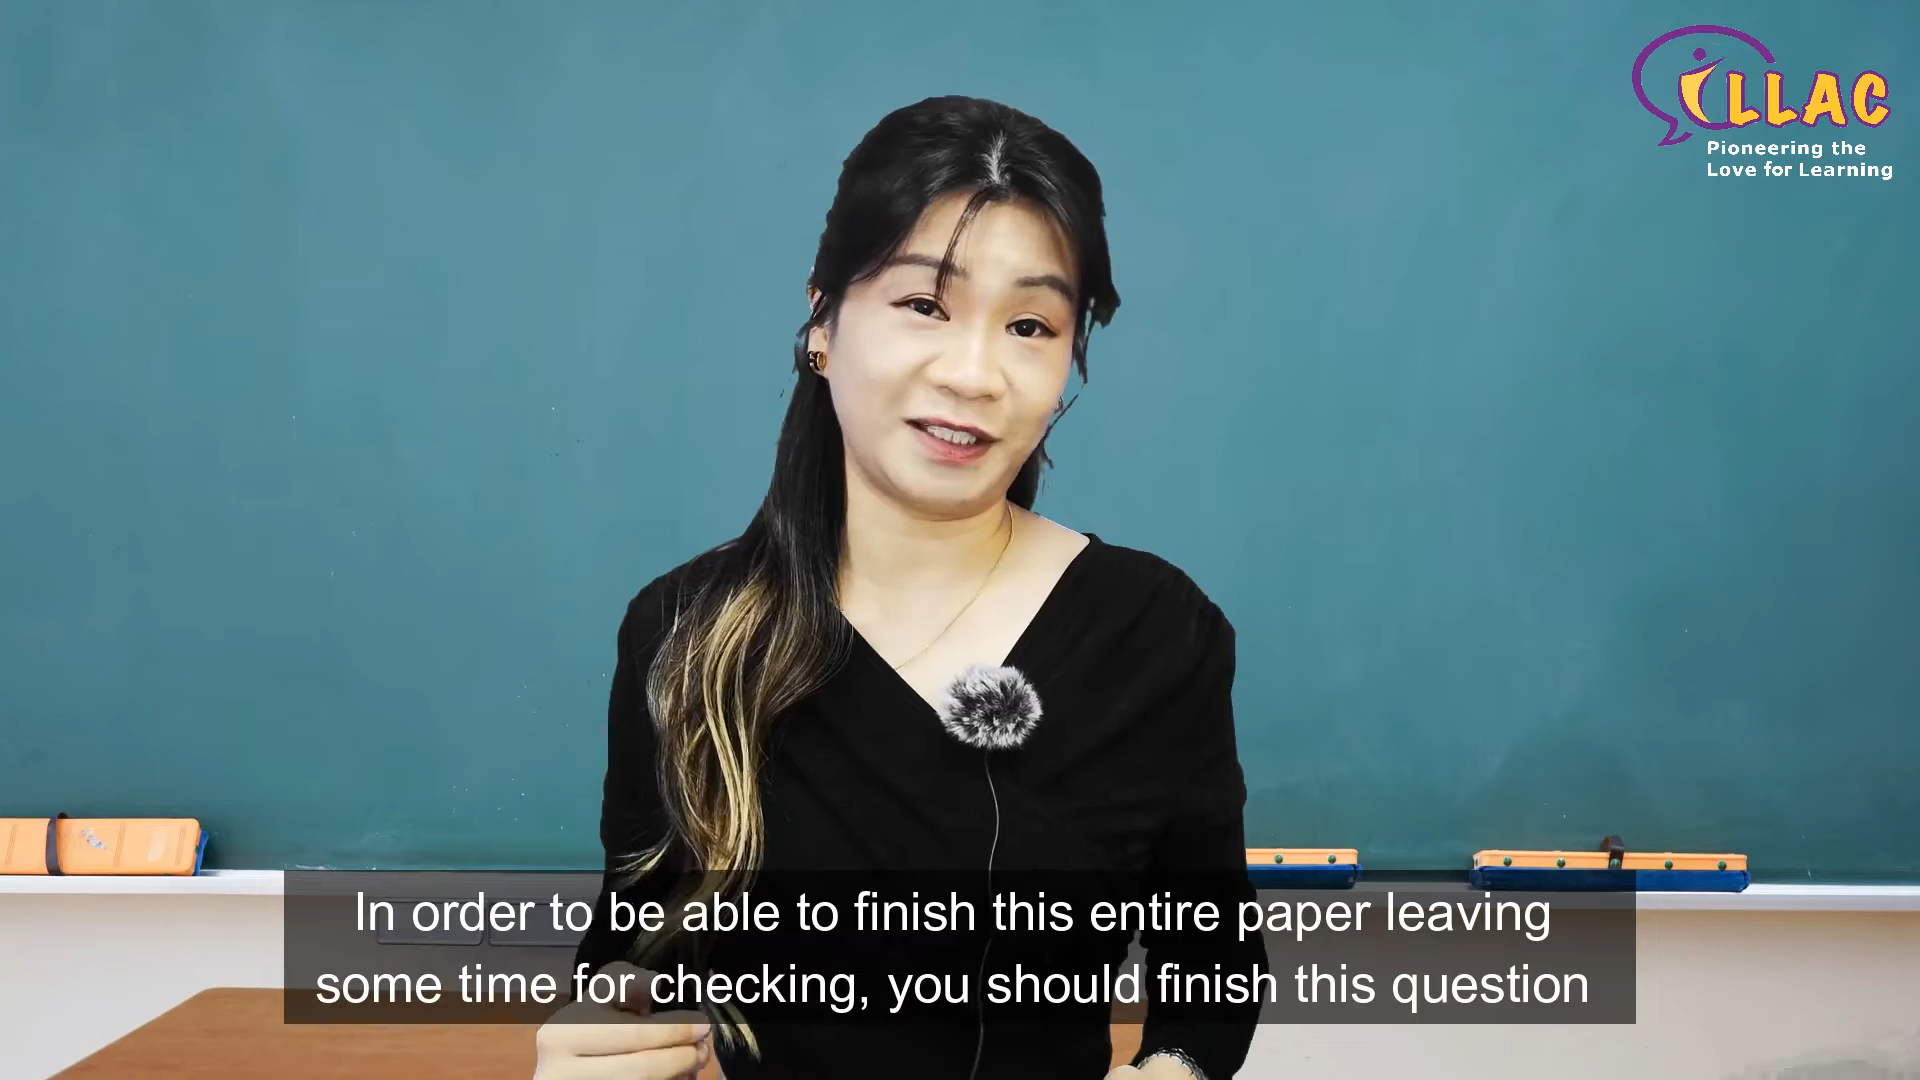 iLLAC
Pioneering the
Love for Learning
In order to be able to finish this entire paper leaving
some time for checking, you should finish this question